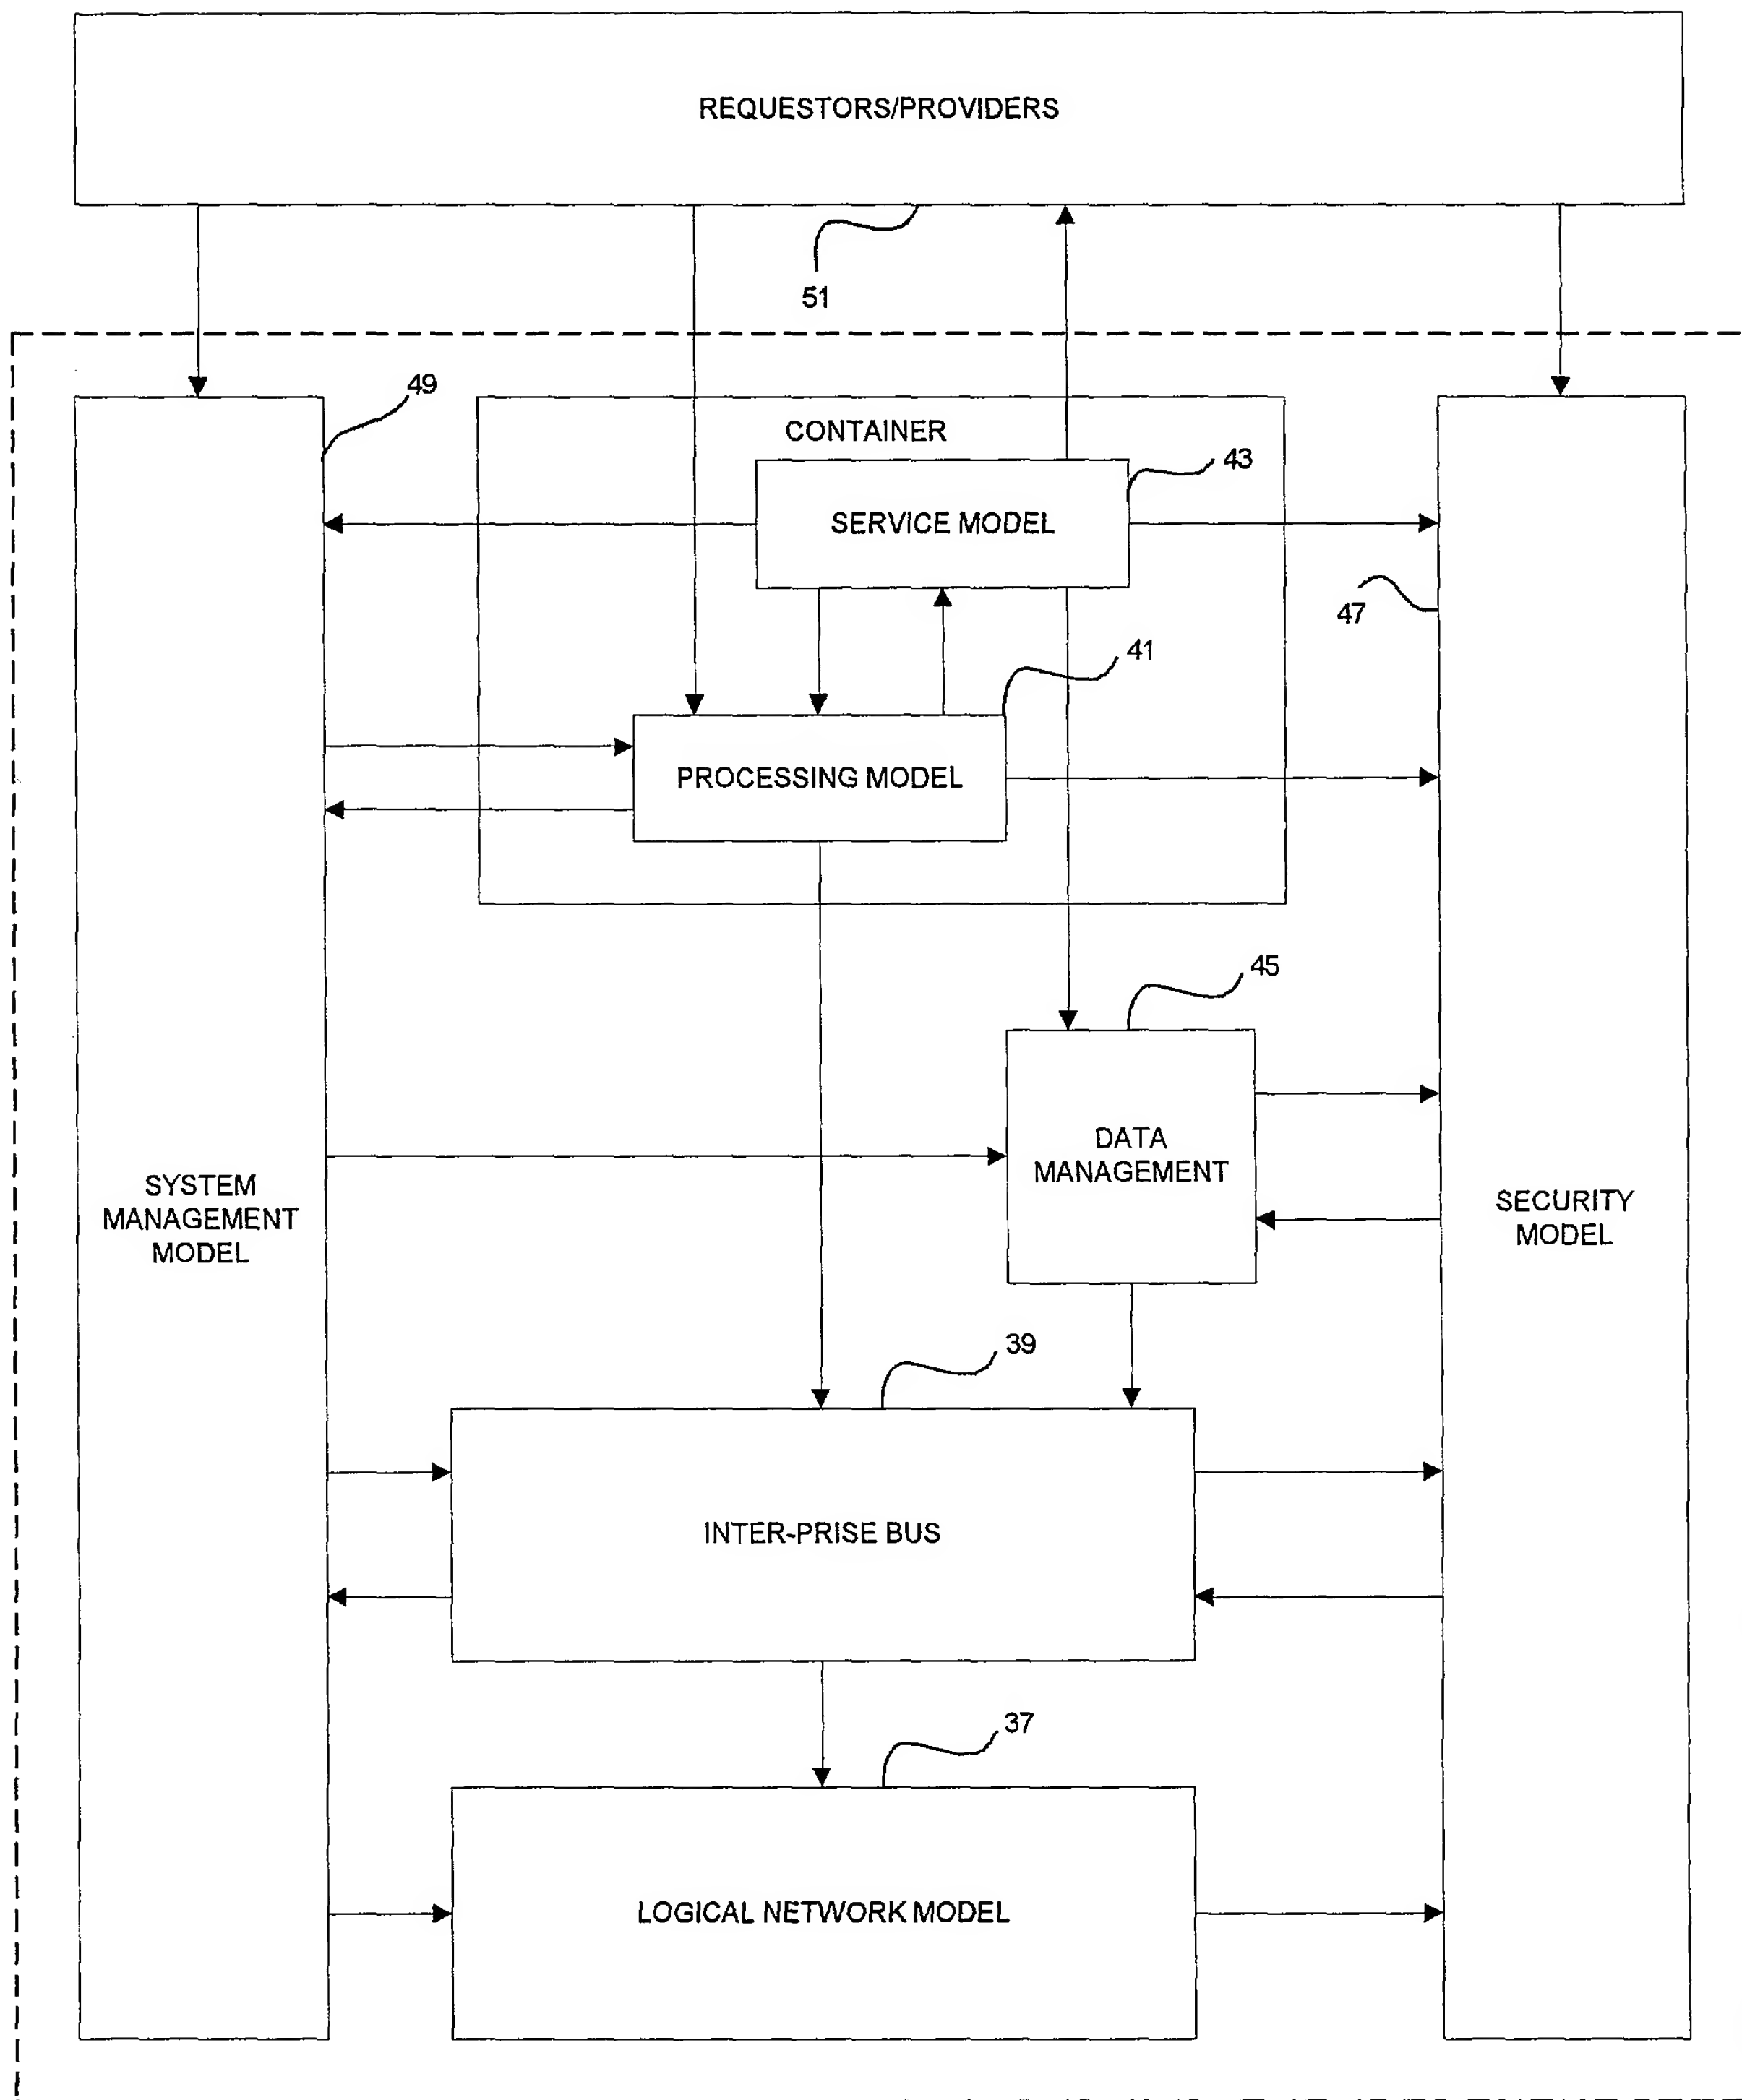 REQUESTORS/PROVIDERS
51
49
CONTAINER
43
SERVICE MODEL
47
41
PROCESSING MODEL
45
DATA
MANAGEMENT
SYSTEM
MANAGEMENT
MODEL
SECURITY
MODEL
39
INTER-PRISE BUS
37
LOGICAL NETWORK MODEL